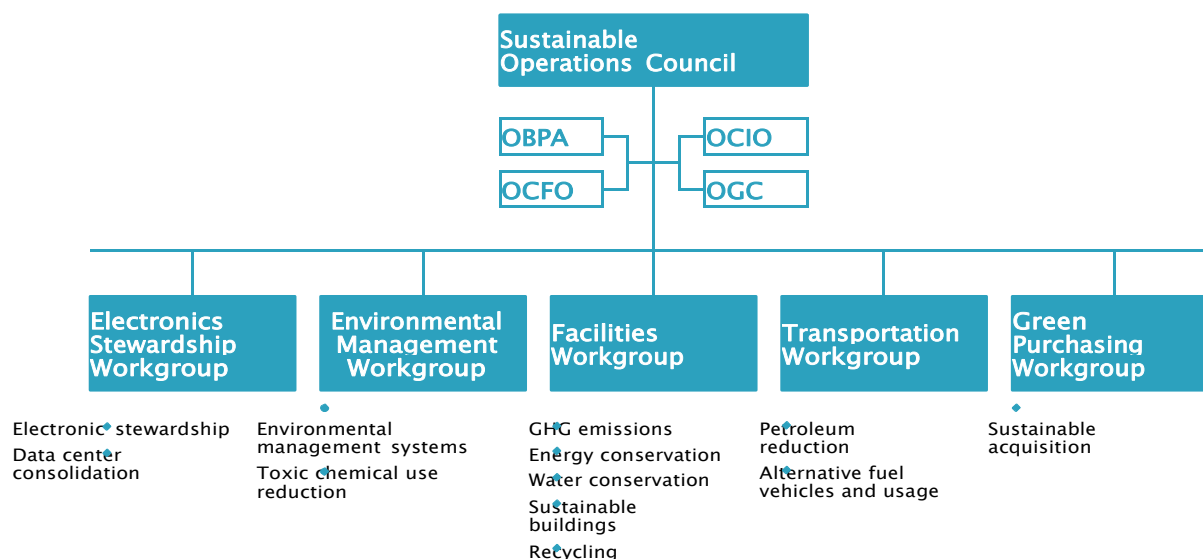 Sustainable
Operations Council
OBPA
OCIO
OCFO
OGC
Electronics
Stewardship
Workgroup
Environmental
Management
Workgroup
Facilities
Workgroup
Transportation
Workgroup
Green
Purchasing
Workgroup
Electronic stewardship
Data center
consolidation
Environmental
management systems
Toxic chemical use
reduction
GHG emissions
Energy conservation
Water conservation
Sustainable
buildings
Recycling
Petroleum
reduction
Alternative fuel
vehicles and usage
Sustainable
acquisition